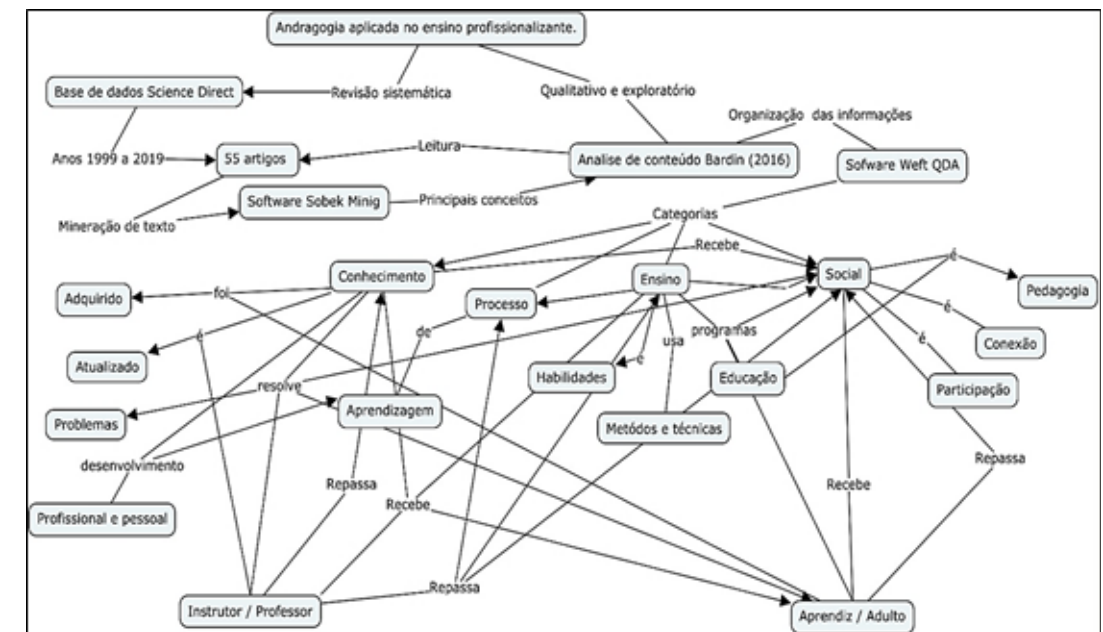 Andragogia aplicada no ensino profissionalizante.
Base de dados Science Direct
Revisão sistemática
Qualitativo e exploratório
Organização das informações
Anos 1999 a 2019
55 artigos
Leitura
Analise de conteúdo Bardin (2016)
Sofware Weft QDA
Software Sobek Minig
Principais conceitos
Mineração de texto
Categorias
Recebe
Conhecimento
Ensino
Social
é
Pedagogia
Adquirido
foi
Processo
é
de
usa
programas
é
Conexão
Atualizado
é
é
Habilidades
Educação
Participação
resolve
Problemas
Aprendizagem
Metódos e técnicas
desenvolvimento
Repassa
Repassa
Recebe
Recebe
Profissional e pessoal
Repassa
Instrutor / Professor
Aprendiz / Adulto